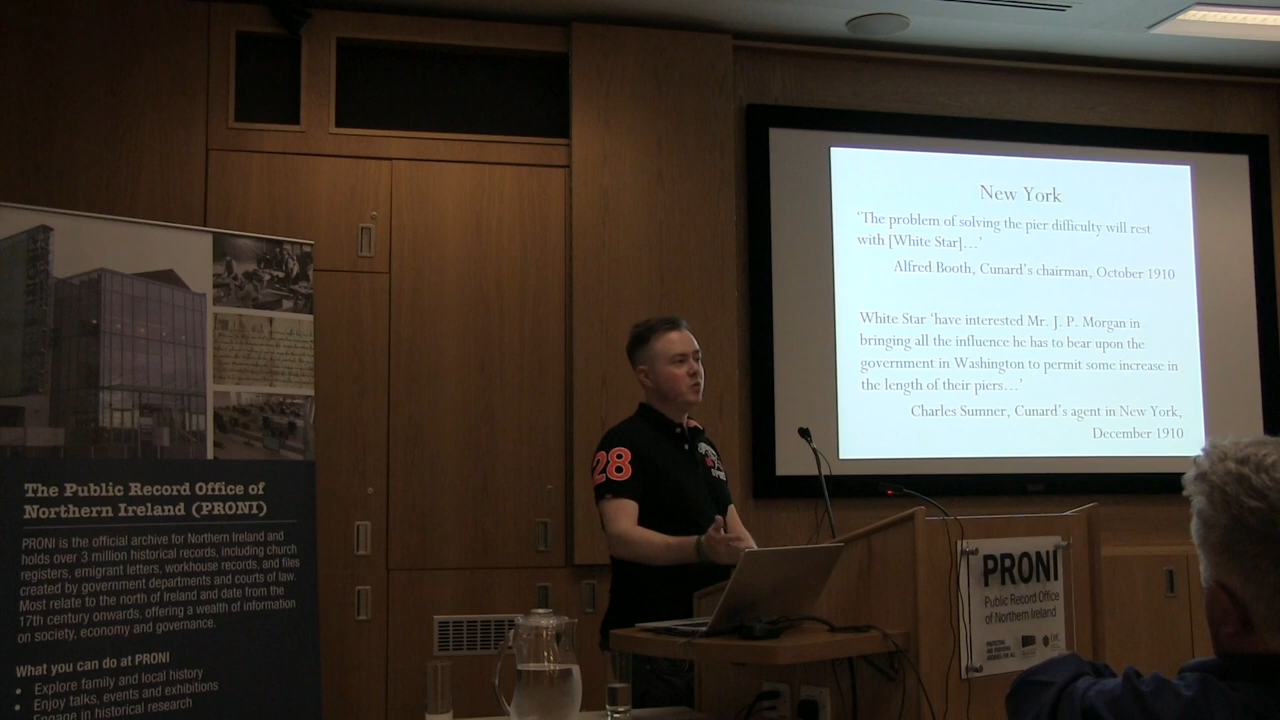 New York
‘The problem of solving the pier difficulty will rest
with [White Star]…’
Alfred Booth, Cunard’s chairman, October 1910
White Star ‘have interested Mr. J. P. Morgan in
bringing all the influence he has to bear upon the
government in Washington to permit some increase in
the length of their piers…’
Charles Sumner, Cunard’s agent in New York,
December 1910
28
The Public Record Office of
Northern Ireland (PRONI)
PRONI is the official archive for Northern Ireland and
holds over 3 million historical records, including church
registers, emigrant letters, workhouse records, and files
created by government departments and courts of law.
Most relate to the north of Ireland and date from the
17th century onwards, offering a wealth of information
on society, economy and governance.
What you can do at PRONI
• Explore family and local history
• Enjoy talks, events and exhibitions
• Engage in historical research
PRONI
Public Record Office
of Northern Ireland